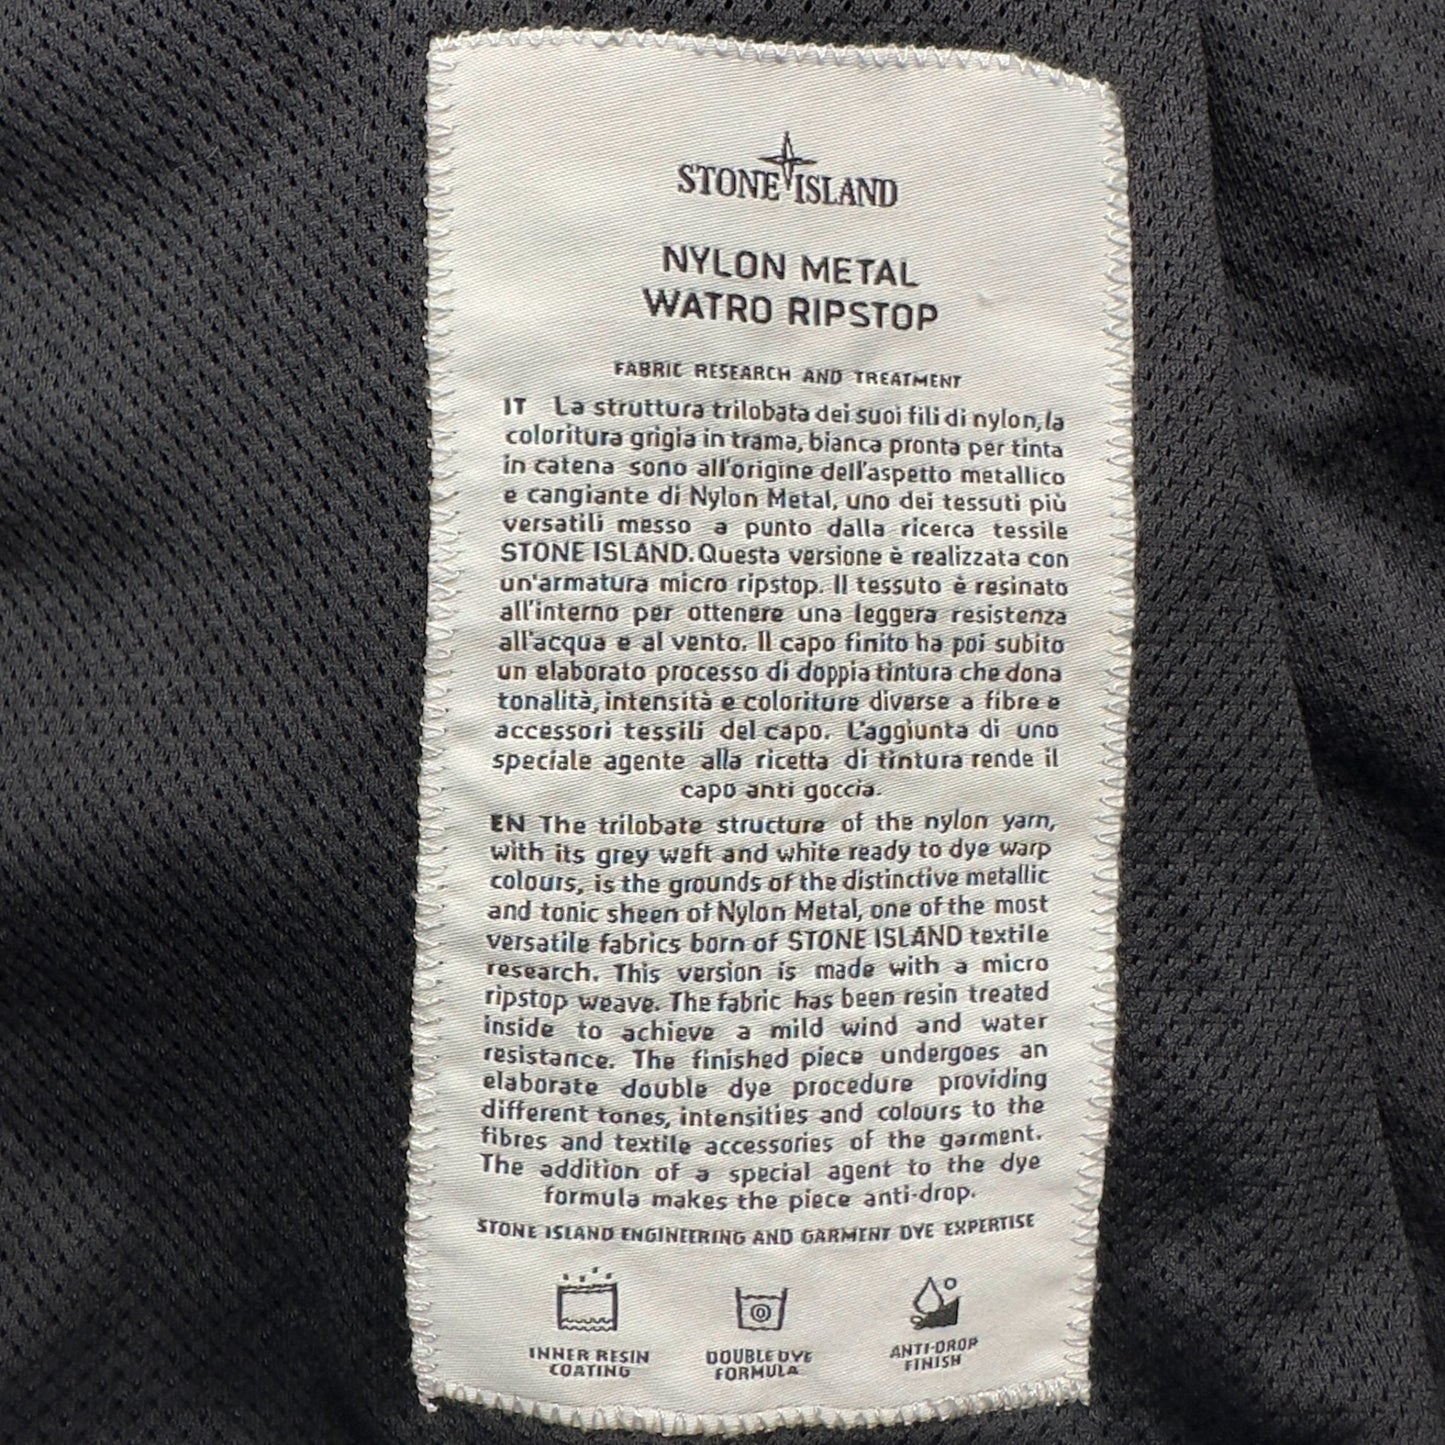 STONE ISLAND
NYLON METAL
WATRO RIPSTOP
FABRIC RESEARCH AND TREATMENT
IT La struttura trilobata dei suoi fili di nylon, la
coloritura grigia in trama, bianca pronta per tinta
in catena sono all'origine dell'aspetto metallico
e cangiante di Nylon Metal, uno dei tessuti più
versatili messo a punto dalla ricerca tessile
STONE ISLAND. Questa versione è realizzata con
un'armatura micro ripstop. Il tessuto è resinato
all'interno per ottenere una leggera resistenza
all'acqua e al vento. Il capo finito ha poi subito
un elaborato processo di doppia tintura che dona
tonalità, intensità e coloriture diverse a fibre e
accessori tessili del capo. L'aggiunta di uno
speciale agente alla ricetta di tintura rende il
capo anti goccia.
EN The trilobate structure of the nylon yarn,
with its grey weft and white ready to dye warp
colours, is the grounds of the distinctive metallic
and tonic sheen of Nylon Metal, one of the most
versatile fabrics born of STONE ISLAND textile
research. This version is made with a micro
ripstop weave. The fabric has been resin treated
inside to achieve a mild wind and water
resistance. The finished piece undergoes an
elaborate double dye procedure providing
different tones, intensities and colours to the
fibres and textile accessories of the garment.
The addition of a special agent to the dye
formula makes the piece anti-drop.
STONE ISLAND ENGINEERING AND GARMENT DYE EXPERTISE
INNER RESIN
COATING
DOUBLE DYE
FORMULA
ANTI-DROP
FINISH